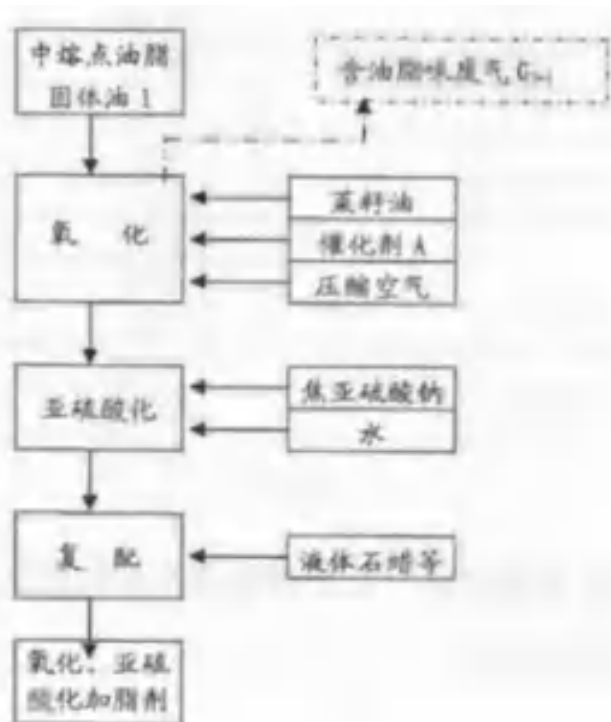 中熔点油脂
固体油1
含油脂味废气G
氧 化
菜籽油
催化剂A
压缩空气
亚硫酸化
焦亚硫酸钠
水
复 配
液体石蜡等
氧化、亚硫
酸化加脂剂